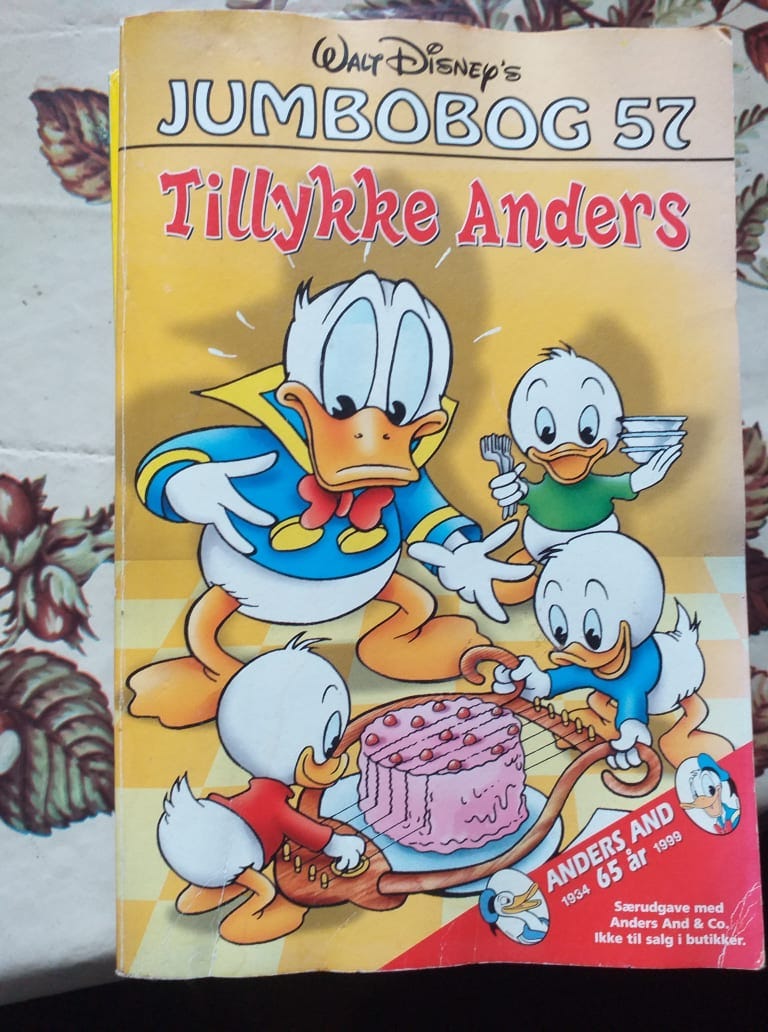 WALT DISNEY'S
JUMBOBOG 57
Tillykke Anders
ANDERS AND
1934 65 år 1999
Særudgave med
Anders And & Co.
Ikke til salg i butikker.